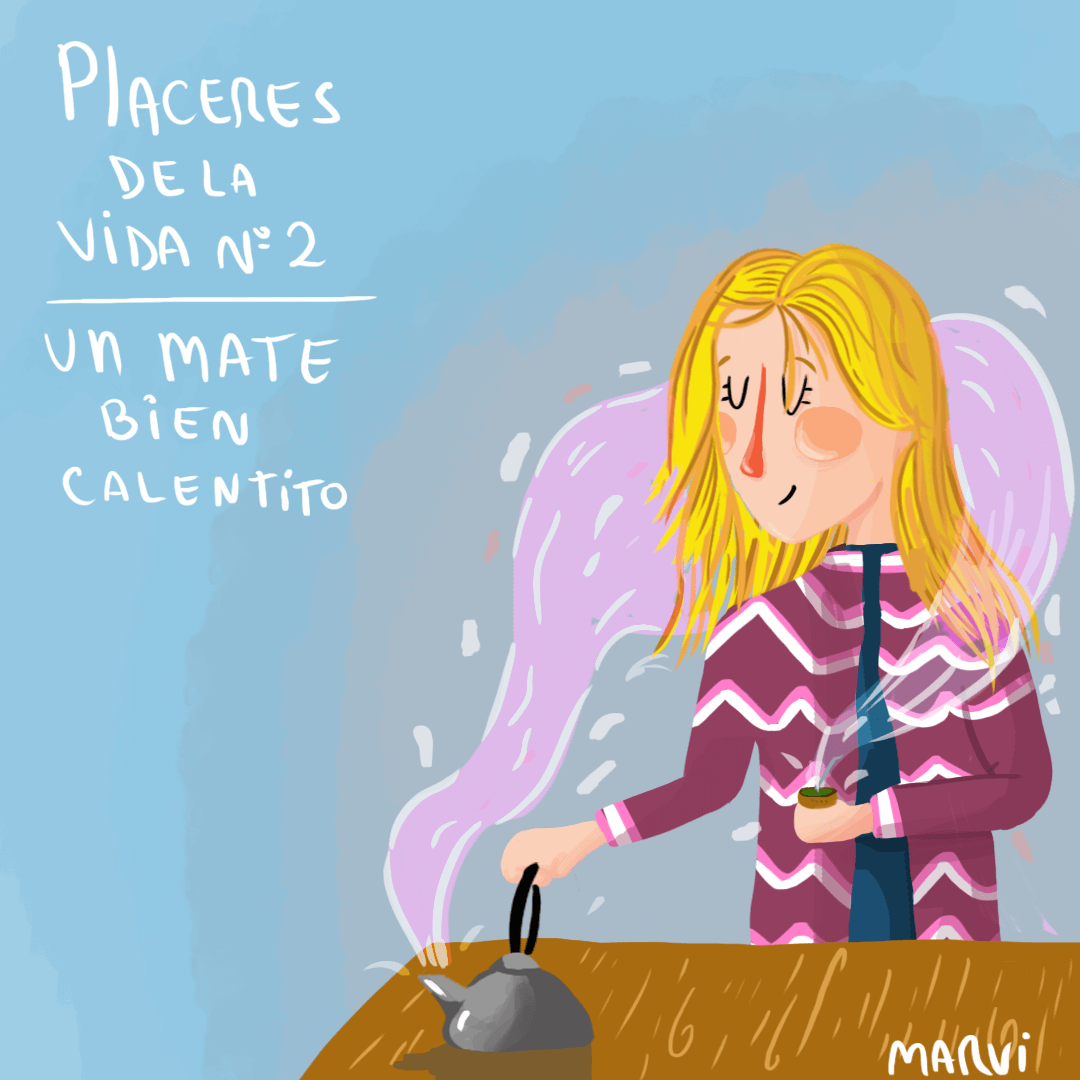 PlACERES
DE LA
ViDA Nº 2
UN MATE
BiEN
CALENTiTO
MARVi